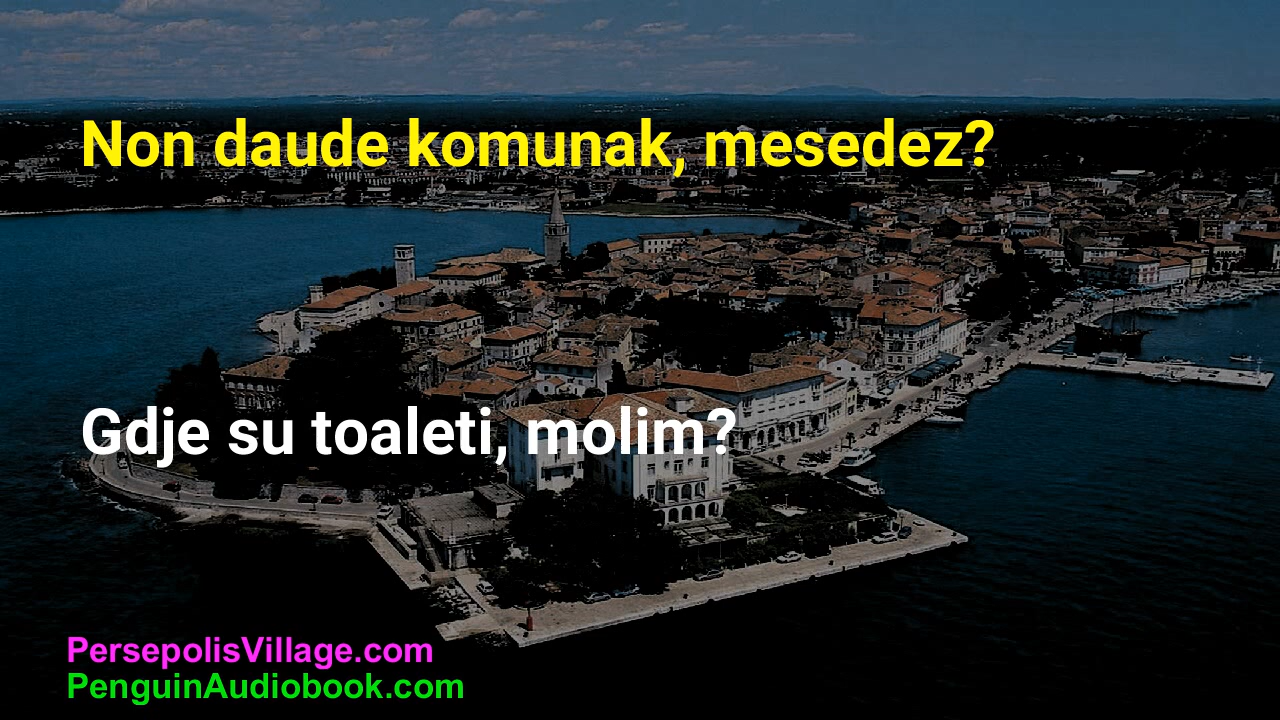 Non daude komunak, mesedez?
Gdje su toaleti, molim?
PersepolisVillage.com
PenguinAudiobook.com